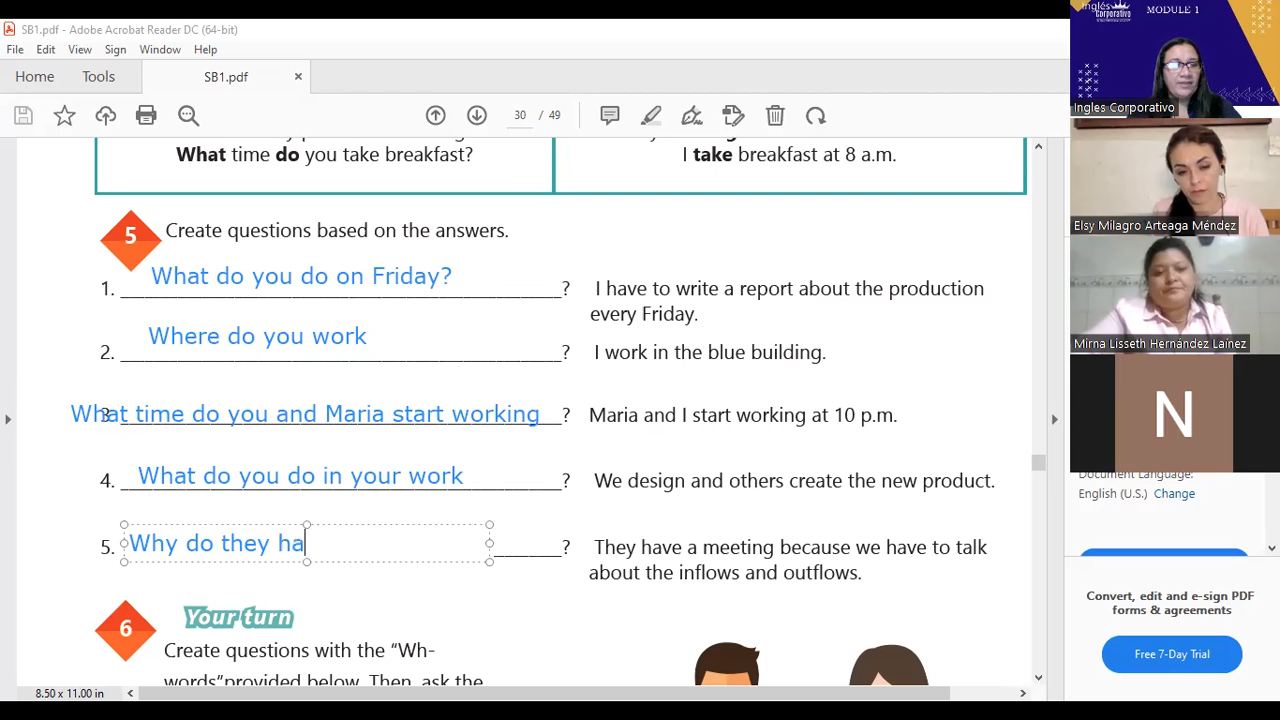 SB1.pdf - Adobe Acrobat Reader DC (64-bit)
File Edit View Sign Window Help
Home Tools SB1.pdf ×
30 / 49
What time do you take breakfast?
I take breakfast at 8 a.m.
5 Create questions based on the answers.
What do you do on Friday?
1. ? I have to write a report about the production
every Friday.
Where do you work
2. ? I work in the blue building.
What time do you and Maria start working
3. ? Maria and I start working at 10 p.m.
What do you do in your work
4. ? We design and others create the new product.
Why do they ha
5. ? They have a meeting because we have to talk
about the inflows and outflows.
6 Your turn
Create questions with the “Wh-
words”provided below. Then, ask the
8.50 x 11.00 in
Inglés
corporativo
MODULE 1
Ingles Corporativo
Elsy Milagro Arteaga Méndez
Mirna Lisseth Hernández Laínez
N
Document Language:
English (U.S.) Change
Convert, edit and e-sign PDF
forms & agreements
Free 7-Day Trial